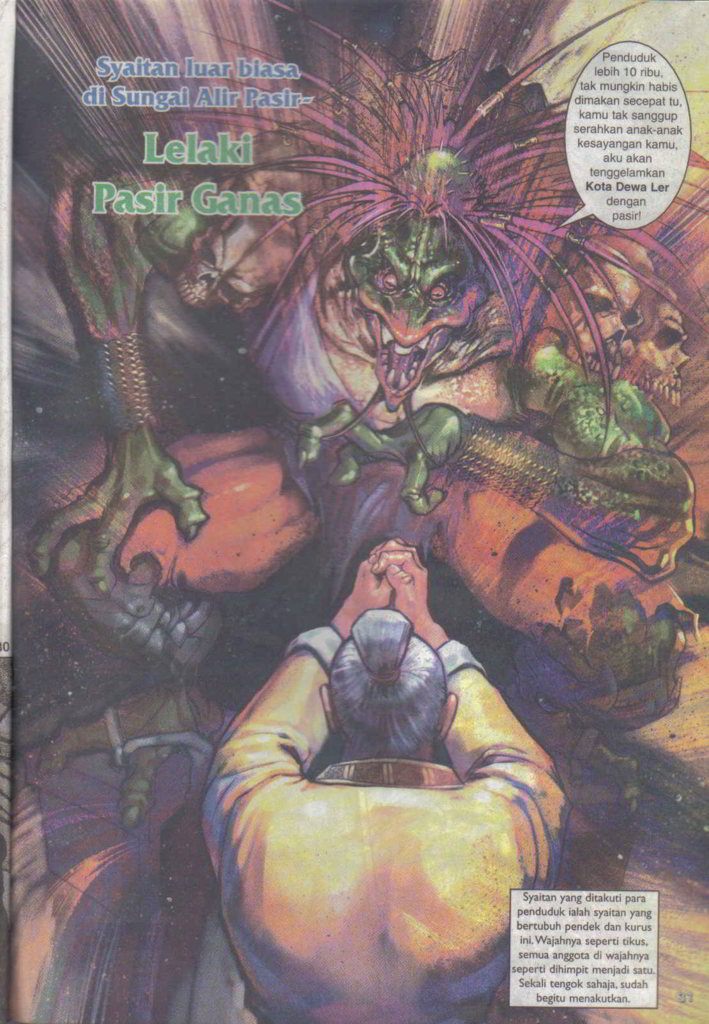 Syaitan luar biasa
di Sungai Alir Pasir-
Lelaki
Pasir Ganas
Penduduk
lebih 10 ribu,
tak mungkin habis
dimakan secepat tu,
kamu tak sanggup
serahkan anak-anak
kesayangan kamu,
aku akan
tenggelamkan
Kota Dewa Ler
dengan
pasir!
Syaitan yang ditakuti para
penduduk ialah syaitan yang
bertubuh pendek dan kurus
ini. Wajahnya seperti tikus,
semua anggota di wajahnya
seperti dihimpit menjadi satu.
Sekali tengok sahaja, sudah
begitu menakutkan.
31